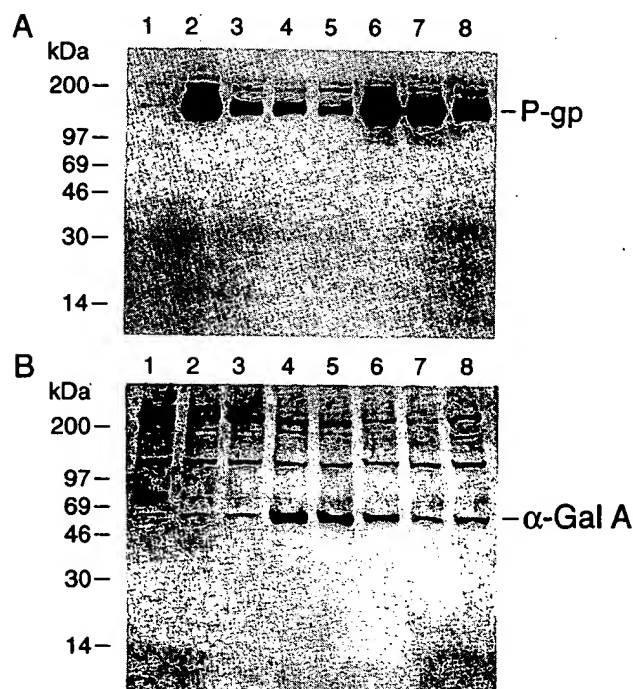 A
1 2 3 4 5 6 7 8
kDa
200–
–P-gp
97–
69–
46–
30–
14–
B
1 2 3 4 5 6 7 8
kDa
200–
97–
69–
–α-Gal A
46–
30–
14–